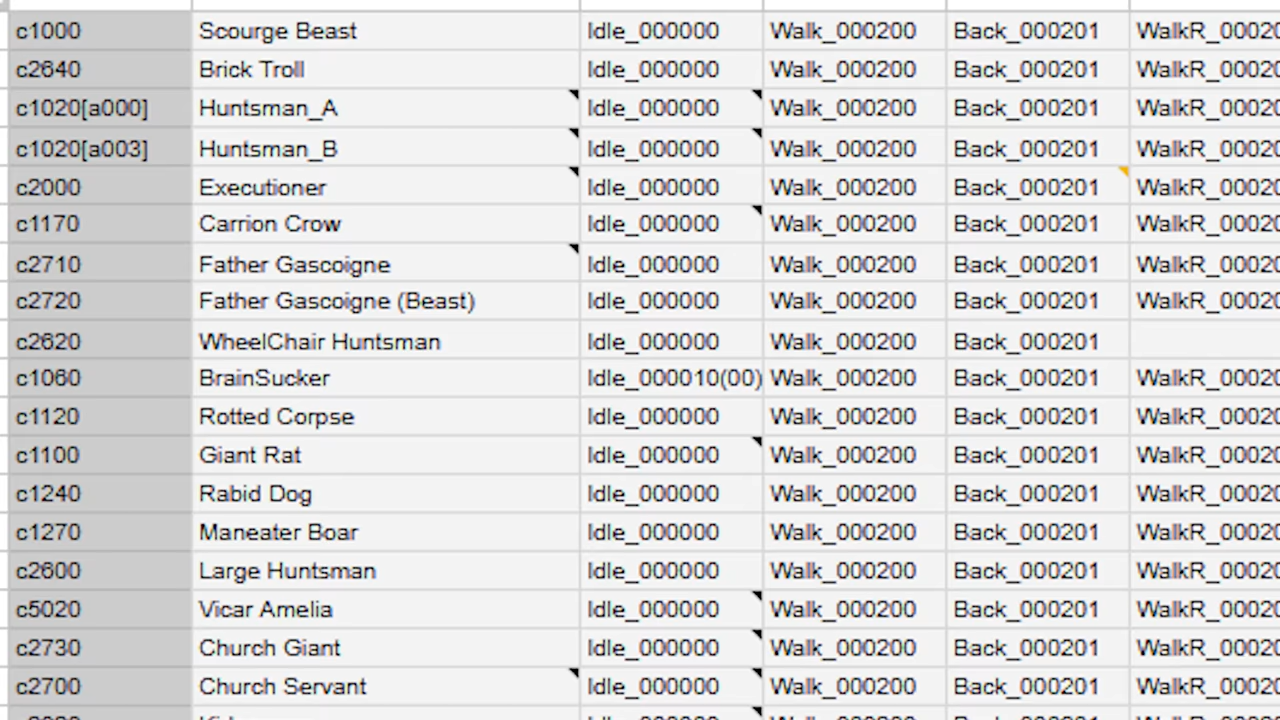 c1000 Scourge Beast Idle_000000 Walk_000200 Back_000201 WalkR_00020
c2640 Brick Troll Idle_000000 Walk_000200 Back_000201 WalkR_00020
c1020[a000] Huntsman_A Idle_000000 Walk_000200 Back_000201 WalkR_00020
c1020[a003] Huntsman_B Idle_000000 Walk_000200 Back_000201 WalkR_00020
c2000 Executioner Idle_000000 Walk_000200 Back_000201 WalkR_00020
c1170 Carrion Crow Idle_000000 Walk_000200 Back_000201 WalkR_00020
c2710 Father Gascoigne Idle_000000 Walk_000200 Back_000201 WalkR_00020
c2720 Father Gascoigne (Beast) Idle_000000 Walk_000200 Back_000201 WalkR_00020
c2620 WheelChair Huntsman Idle_000000 Walk_000200 Back_000201
c1060 BrainSucker Idle_000010(00) Walk_000200 Back_000201 WalkR_00020
c1120 Rotted Corpse Idle_000000 Walk_000200 Back_000201 WalkR_00020
c1100 Giant Rat Idle_000000 Walk_000200 Back_000201 WalkR_00020
c1240 Rabid Dog Idle_000000 Walk_000200 Back_000201 WalkR_00020
c1270 Maneater Boar Idle_000000 Walk_000200 Back_000201 WalkR_00020
c2600 Large Huntsman Idle_000000 Walk_000200 Back_000201 WalkR_00020
c5020 Vicar Amelia Idle_000000 Walk_000200 Back_000201 WalkR_00020
c2730 Church Giant Idle_000000 Walk_000200 Back_000201 WalkR_00020
c2700 Church Servant Idle_000000 Walk_000200 Back_000201 WalkR_00020